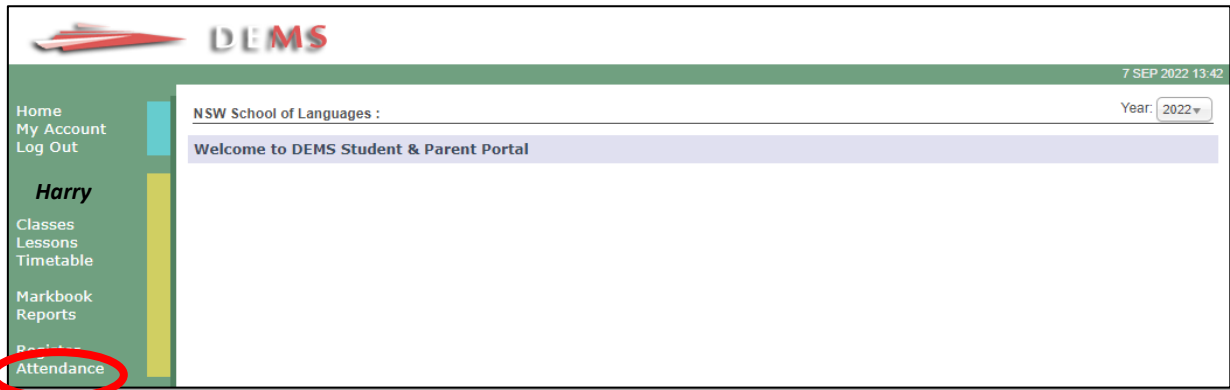 DEMS
7 SEP 2022 13:42
Home
My Account
Log Out
NSW School of Languages :
Year: 2022
Welcome to DEMS Student & Parent Portal
Harry
Classes
Lessons
Timetable
Markbook
Reports
Register
Attendance